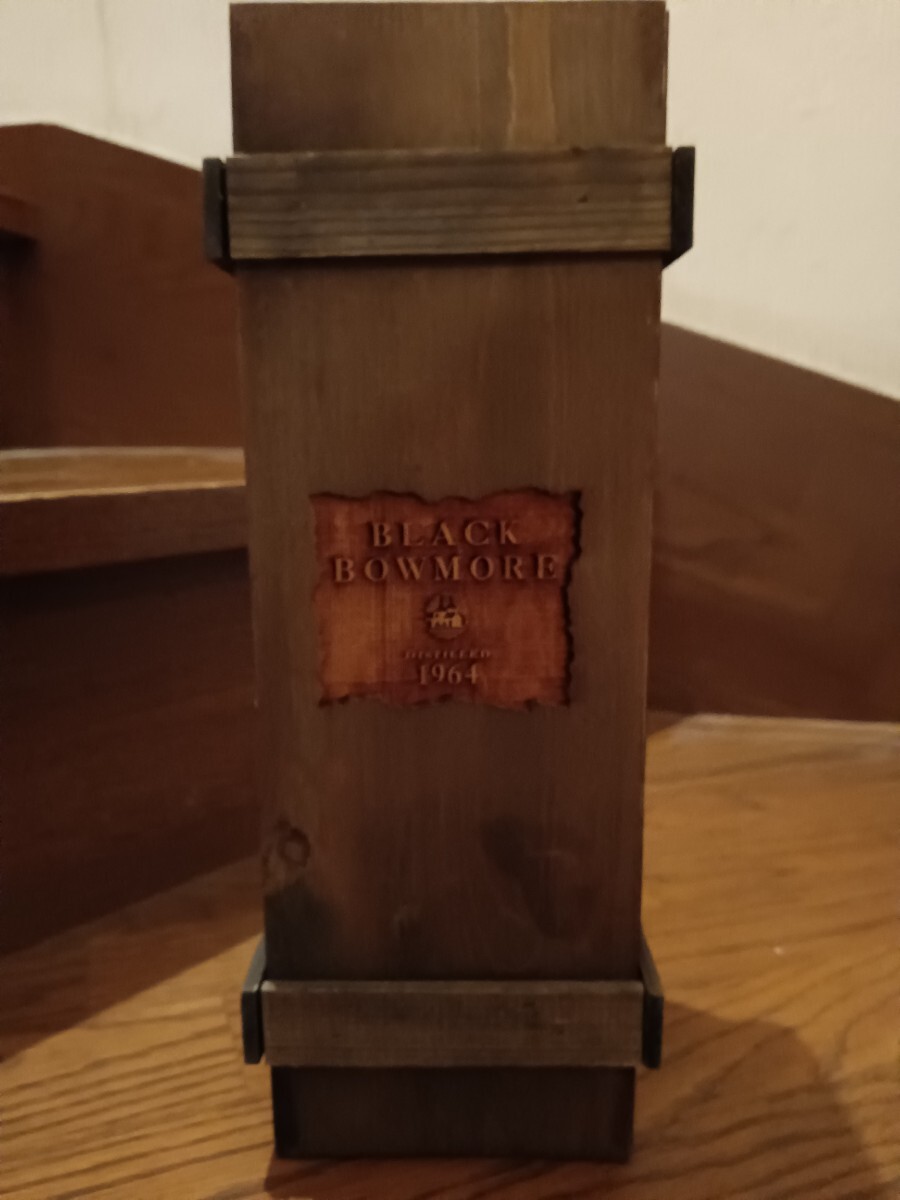 BLACK
BOWMORE
DISTILLED
1964